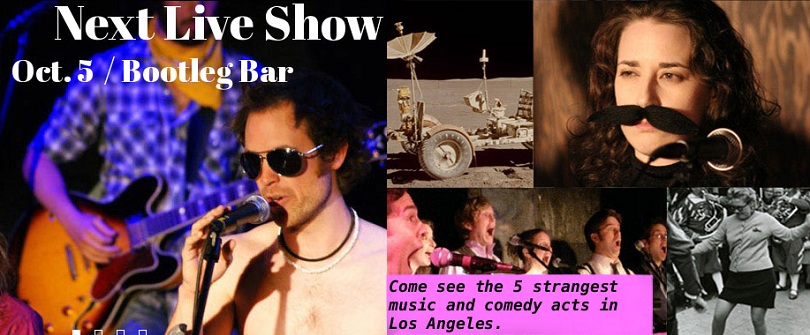 Next Live Show
Oct. 5 / Bootleg Bar
Come see the 5 strangest
music and comedy acts in
Los Angeles.